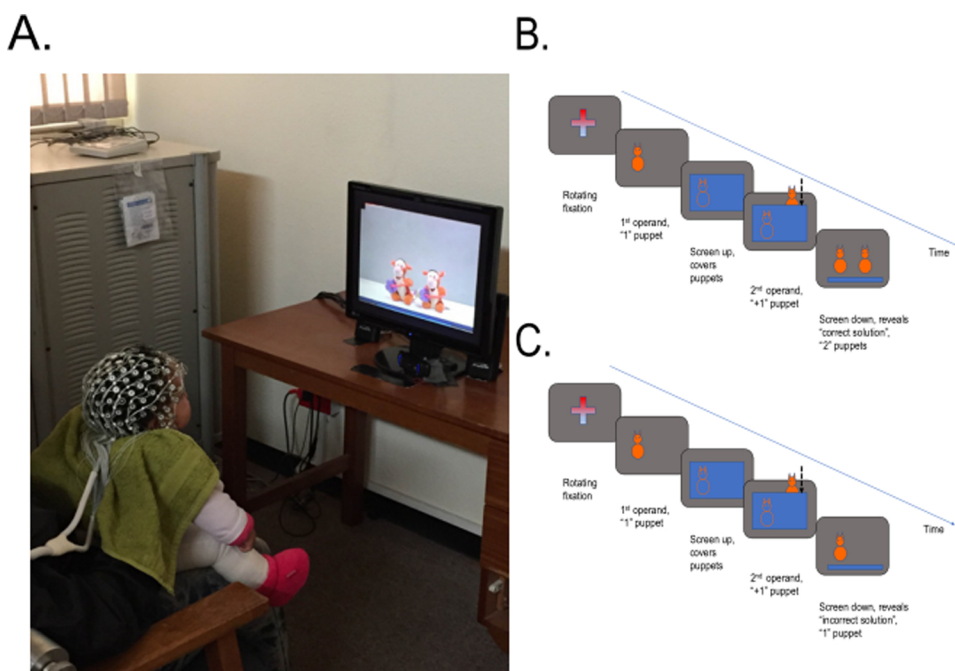 A.
B.
Rotating
fixation
1st operand,
"1" puppet
Screen up,
covers
puppets
2nd operand,
"+1" puppet
Time
Screen down, reveals
"correct solution",
"2" puppets
C.
Rotating
fixation
1st operand,
"1" puppet
Screen up,
covers
puppets
2nd operand,
"+1" puppet
Time
Screen down, reveals
"incorrect solution",
"1" puppet